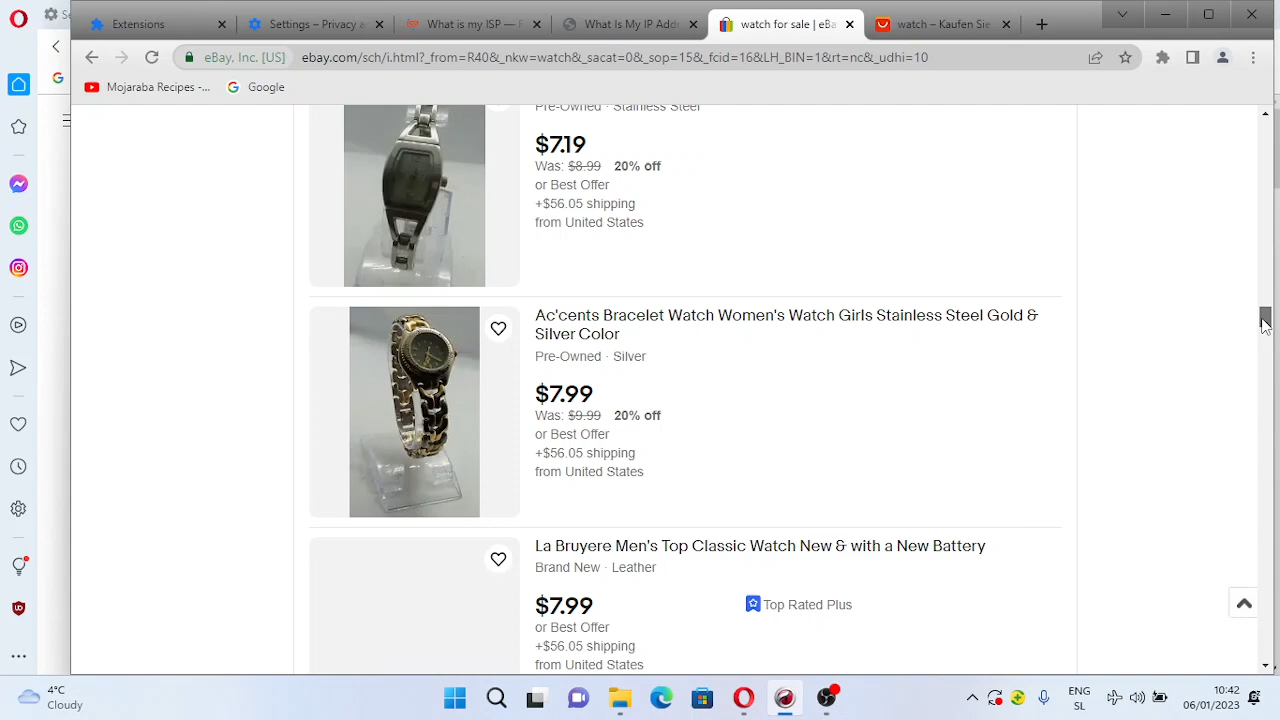 Se
Extensions
Settings – Privacy a
What is my ISP — F
What Is My IP Addr
watch for sale | eBa
watch – Kaufen Sie
eBay, Inc. [US]
ebay.com/sch/i.html?_from=R40&_nkw=watch&_sacat=0&_sop=15&_fcid=16&LH_BIN=1&rt=nc&_udhi=10
Mojaraba Recipes -...
Google
Pre-Owned · Stainless Steel
$7.19
Was: $8.99 20% off
or Best Offer
+$56.05 shipping
from United States
Ac'cents Bracelet Watch Women's Watch Girls Stainless Steel Gold &
Silver Color
Pre-Owned · Silver
$7.99
Was: $9.99 20% off
or Best Offer
+$56.05 shipping
from United States
La Bruyere Men's Top Classic Watch New & with a New Battery
Brand New · Leather
$7.99
Top Rated Plus
or Best Offer
+$56.05 shipping
from United States
4°C
Cloudy
ENG
SL
10:42
06/01/2023